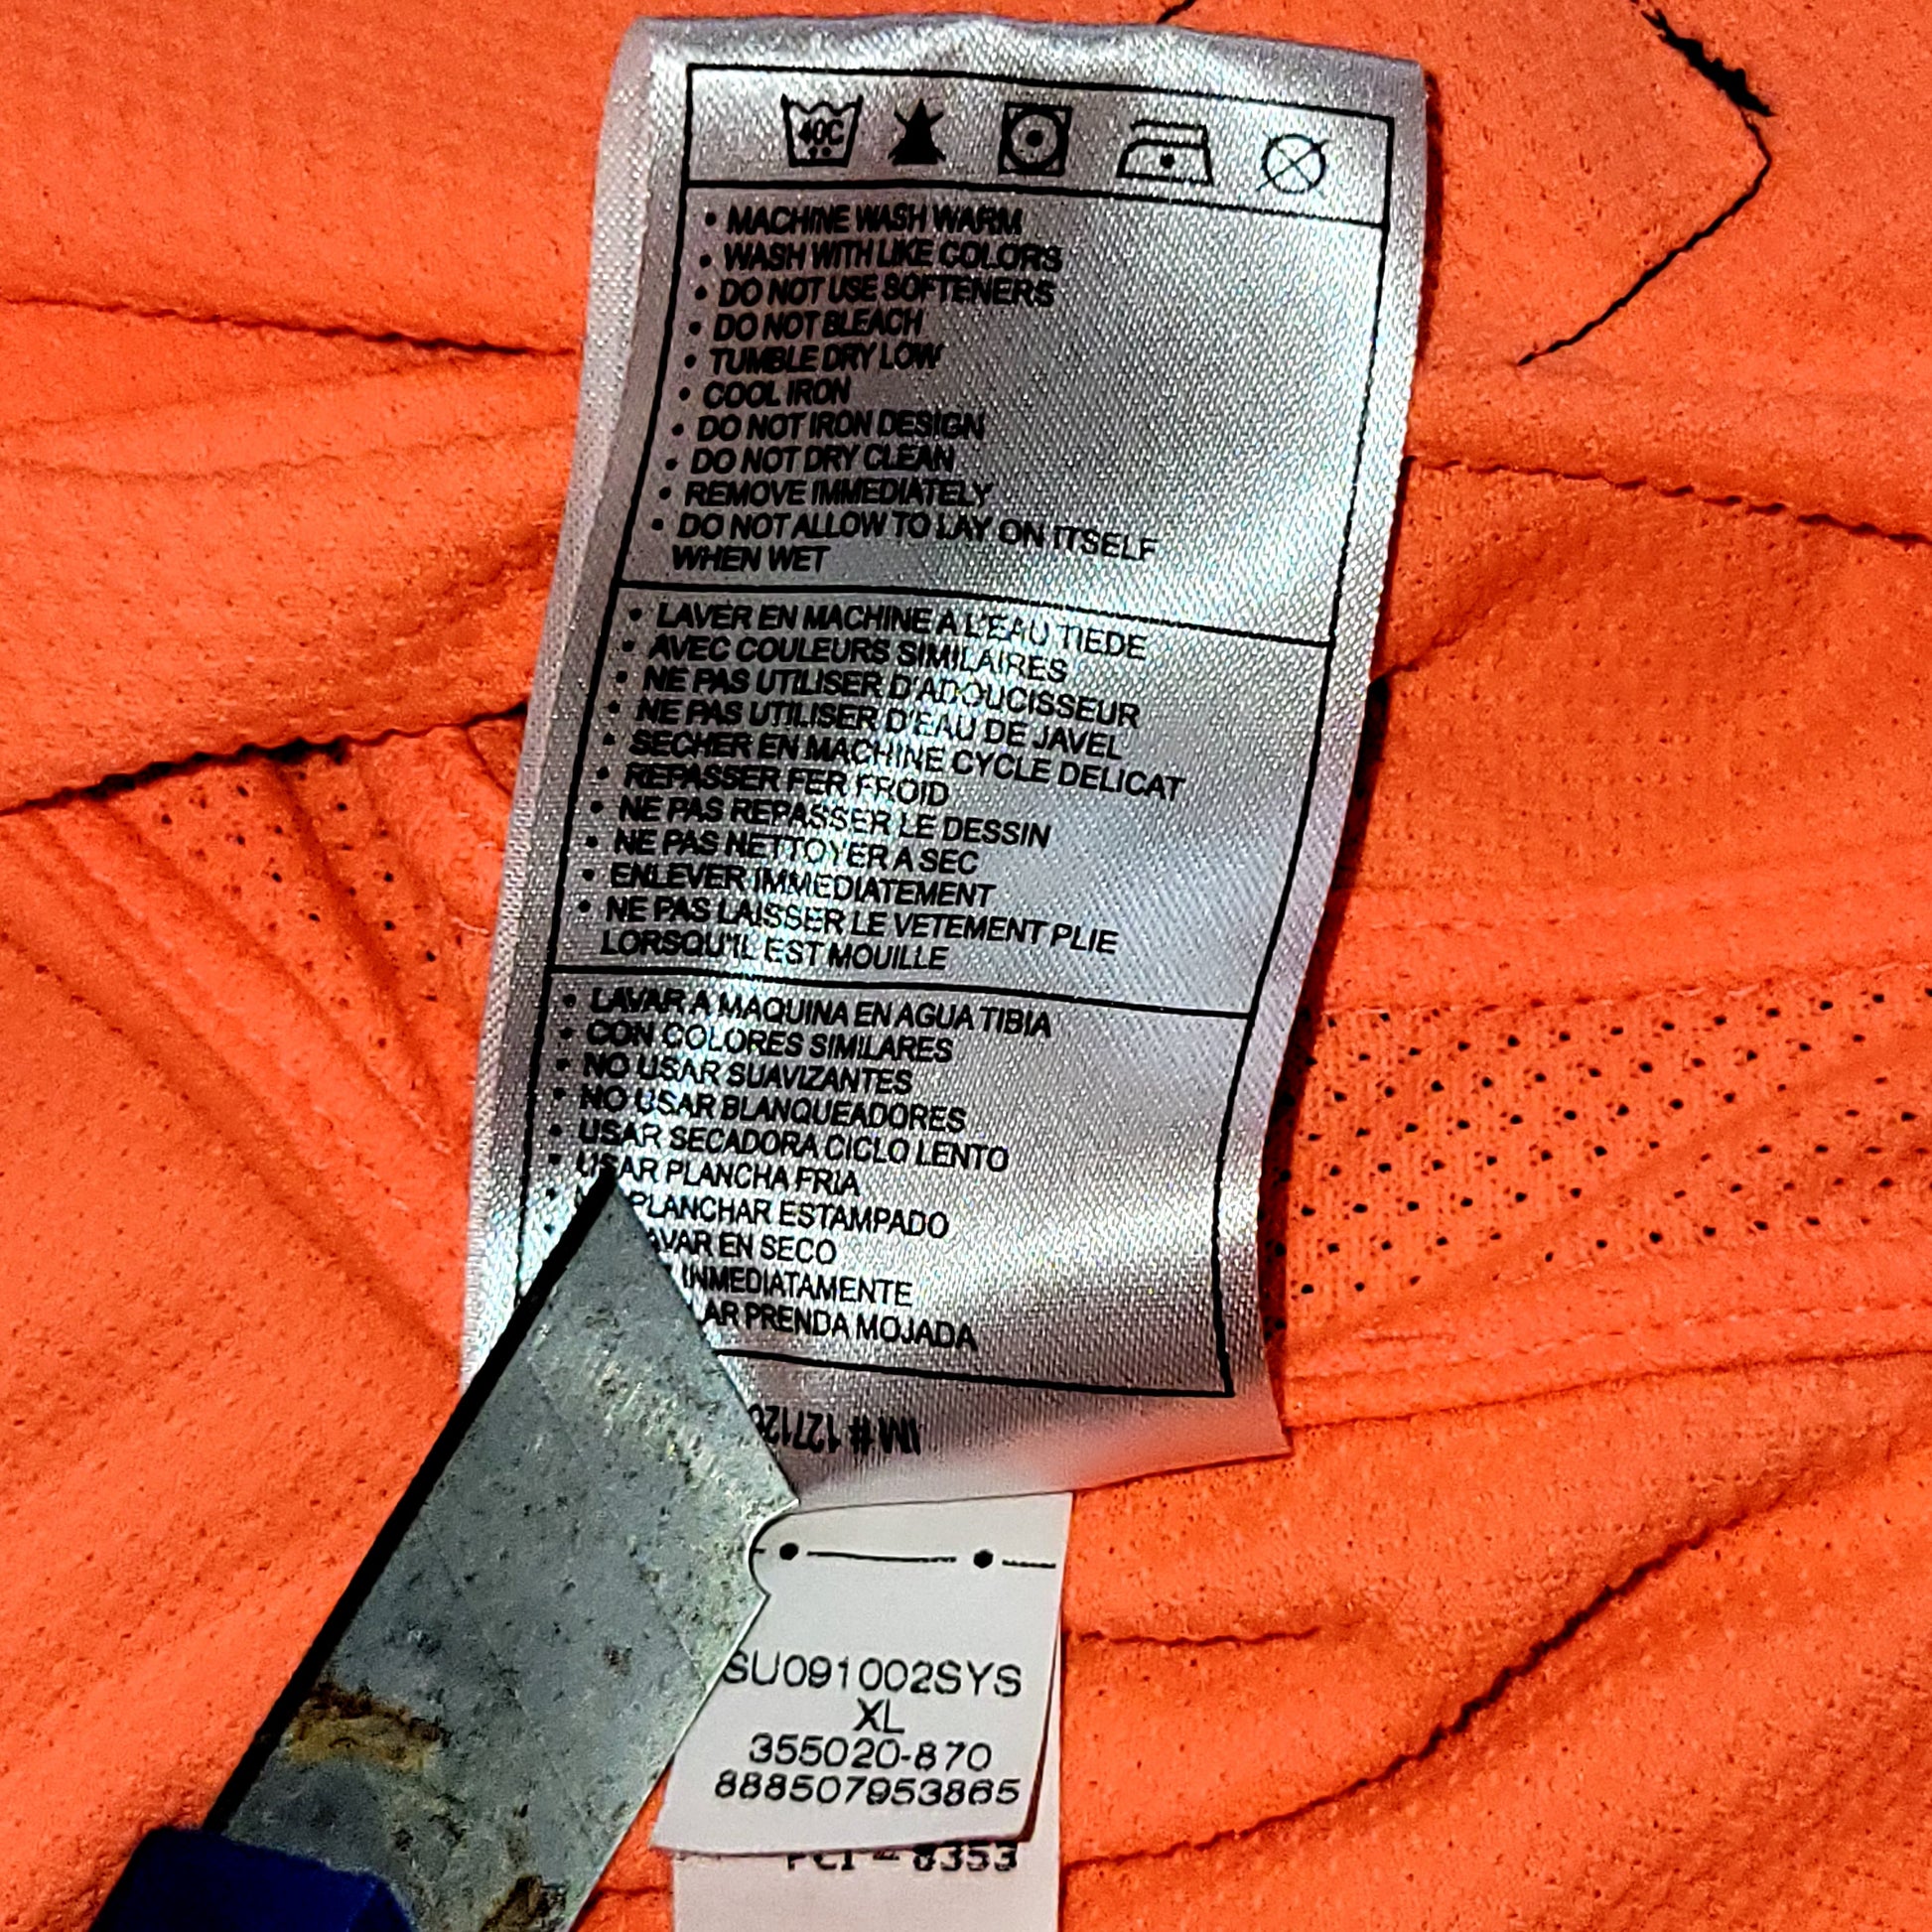 40C
• MACHINE WASH WARM
• WASH WITH LIKE COLORS
• DO NOT USE SOFTENERS
• DO NOT BLEACH
• TUMBLE DRY LOW
• COOL IRON
• DO NOT IRON DESIGN
• DO NOT DRY CLEAN
• REMOVE IMMEDIATELY
• DO NOT ALLOW TO LAY ON ITSELF
WHEN WET
• LAVER EN MACHINE A L'EAU TIEDE
• AVEC COULEURS SIMILAIRES
• NE PAS UTILISER D'ADOUCISSEUR
• NE PAS UTILISER D'EAU DE JAVEL
• SECHER EN MACHINE CYCLE DELICAT
• REPASSER FER FROID
• NE PAS REPASSER LE DESSIN
• NE PAS NETTOYER A SEC
• ENLEVER IMMEDIATEMENT
• NE PAS LAISSER LE VETEMENT PLIE
LORSQU'IL EST MOUILLE
• LAVAR A MAQUINA EN AGUA TIBIA
• CON COLORES SIMILARES
• NO USAR SUAVIZANTES
• NO USAR BLANQUEADORES
• USAR SECADORA CICLO LENTO
• USAR PLANCHA FRIA
PLANCHAR ESTAMPADO
EN SECO
INMEDIATAMENTE
PRENDA MOJADA
IM #
SU091002SYS
XL
355020-870
888507953865
8353